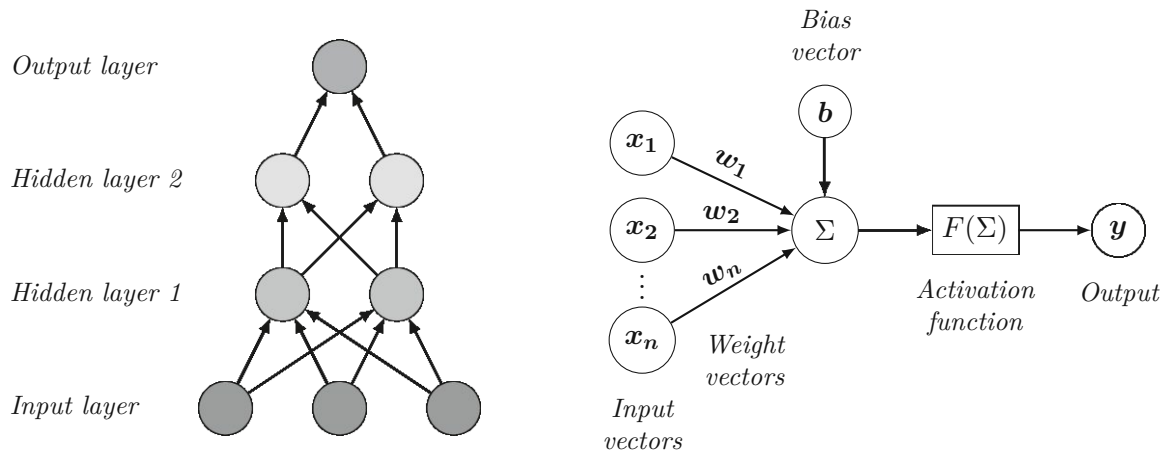 Output layer
Hidden layer 2
Hidden layer 1
Input layer
Bias
vector
b
x₁
w₁
x₂
w₂
Σ
F(Σ)
y
⋮
wₙ
xₙ
Weight
vectors
Input
vectors
Activation
function
Output